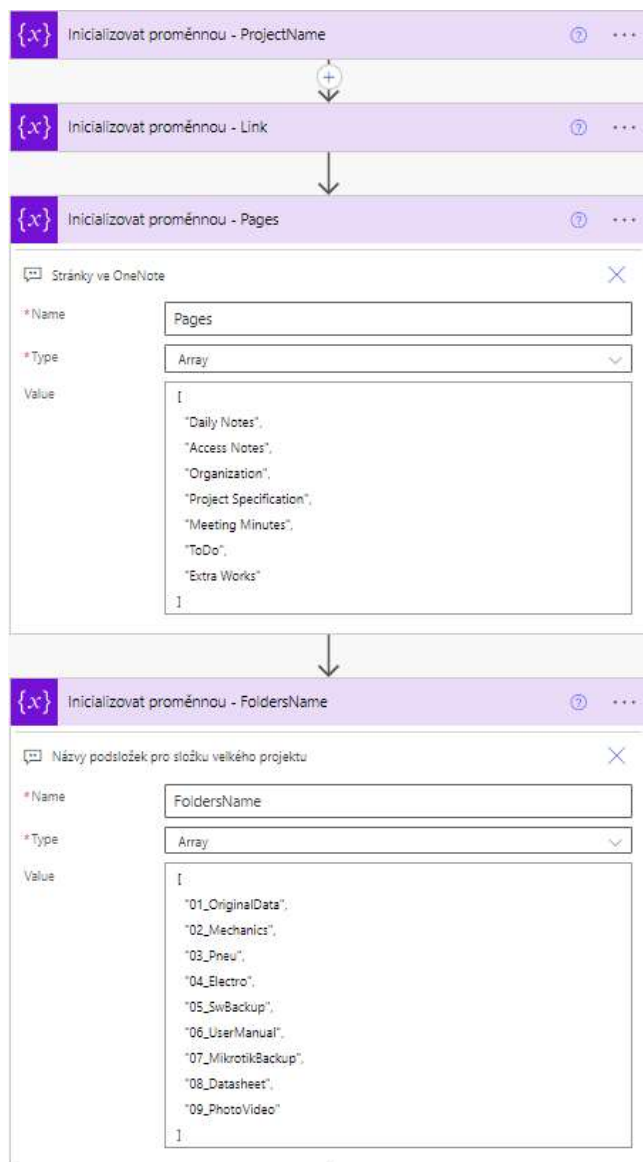 {x} Inicializovat proměnnou - ProjectName
{x} Inicializovat proměnnou - Link
{x} Inicializovat proměnnou - Pages
Stránky ve OneNote
*Name
Pages
*Type
Array
Value
[
"Daily Notes",
"Access Notes",
"Organization",
"Project Specification",
"Meeting Minutes",
"ToDo",
"Extra Works"
]
{x} Inicializovat proměnnou - FoldersName
Názvy podsložek pro složku velkého projektu
*Name
FoldersName
*Type
Array
Value
[
"01_OriginalData",
"02_Mechanics",
"03_Pneu",
"04_Electro",
"05_SwBackup",
"06_UserManual",
"07_MikrotikBackup",
"08_Datasheet",
"09_PhotoVideo"
]